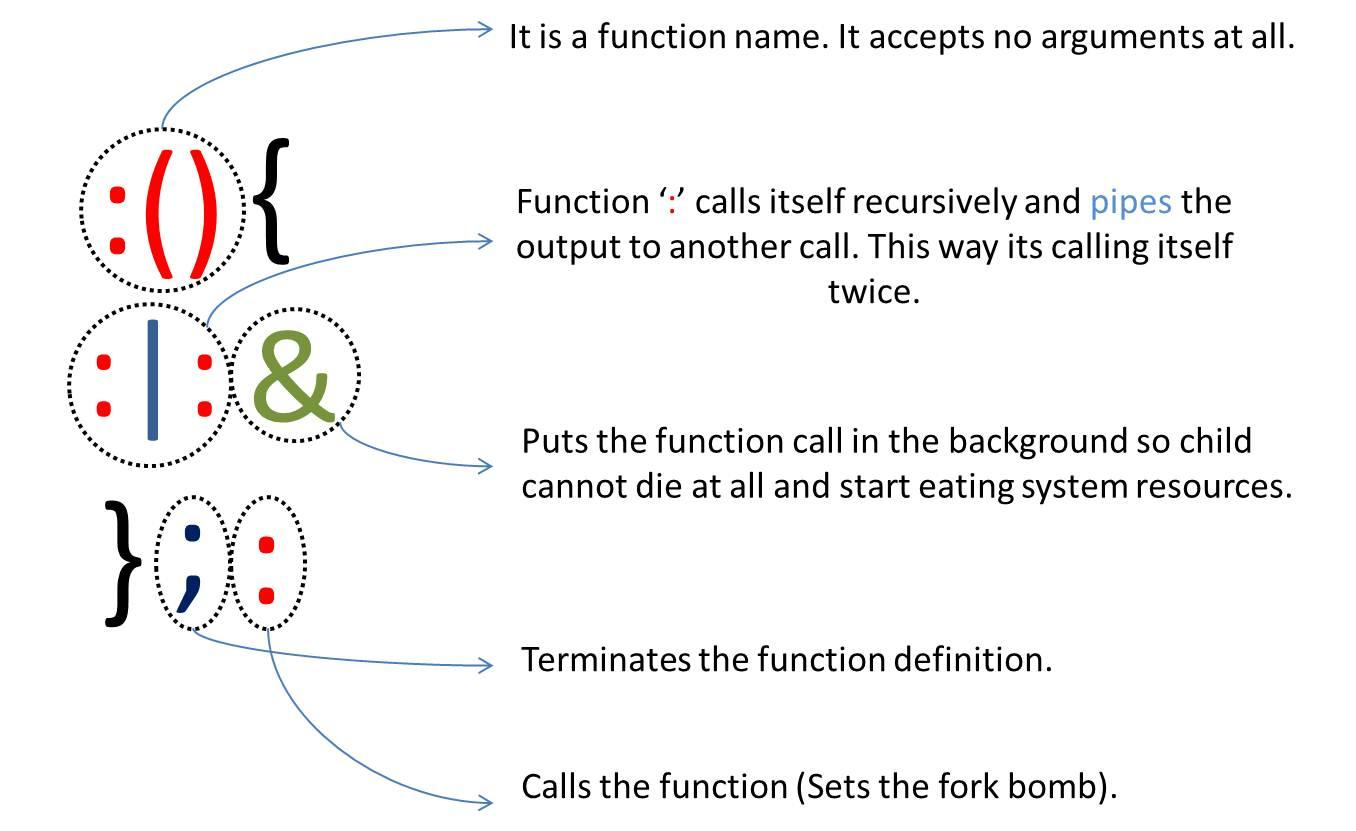 It is a function name. It accepts no arguments at all.
:(){
Function ‘:’ calls itself recursively and pipes the
output to another call. This way its calling itself
twice.
:|:&
Puts the function call in the background so child
cannot die at all and start eating system resources.
};:
Terminates the function definition.
Calls the function (Sets the fork bomb).